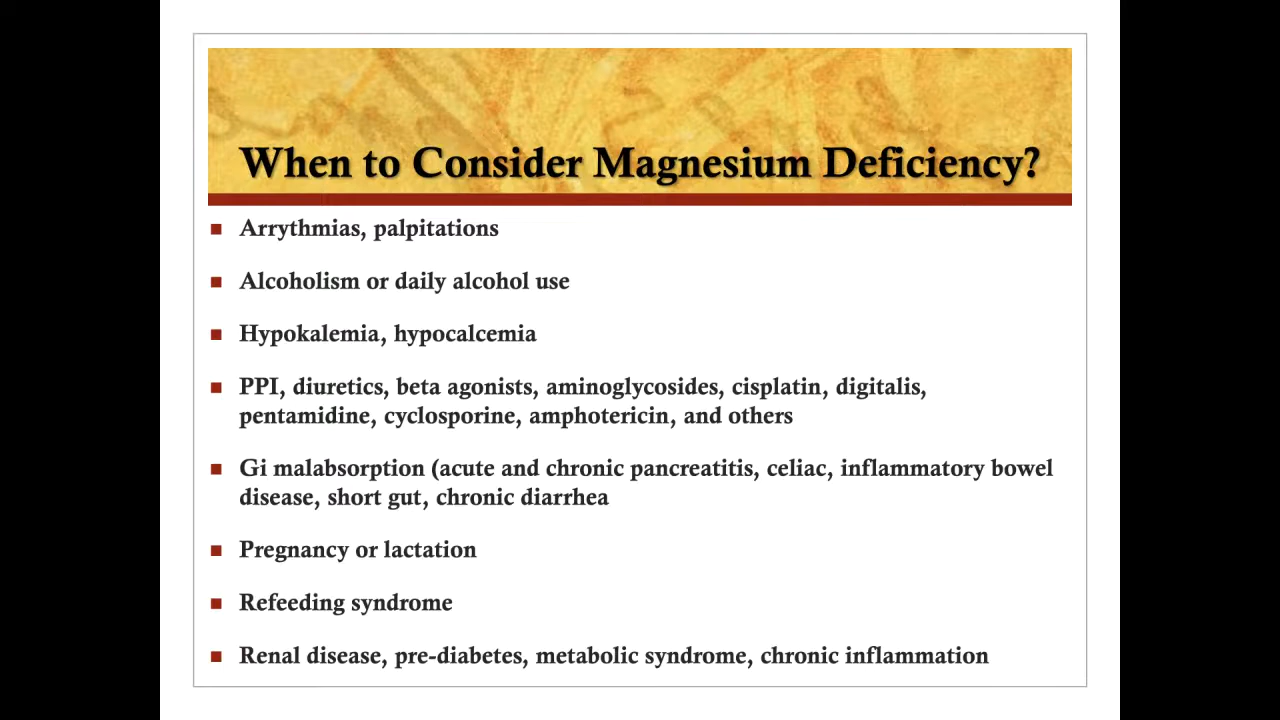 When to Consider Magnesium Deficiency?
Arrythmias, palpitations
Alcoholism or daily alcohol use
Hypokalemia, hypocalcemia
PPI, diuretics, beta agonists, aminoglycosides, cisplatin, digitalis,
pentamidine, cyclosporine, amphotericin, and others
Gi malabsorption (acute and chronic pancreatitis, celiac, inflammatory bowel
disease, short gut, chronic diarrhea
Pregnancy or lactation
Refeeding syndrome
Renal disease, pre-diabetes, metabolic syndrome, chronic inflammation